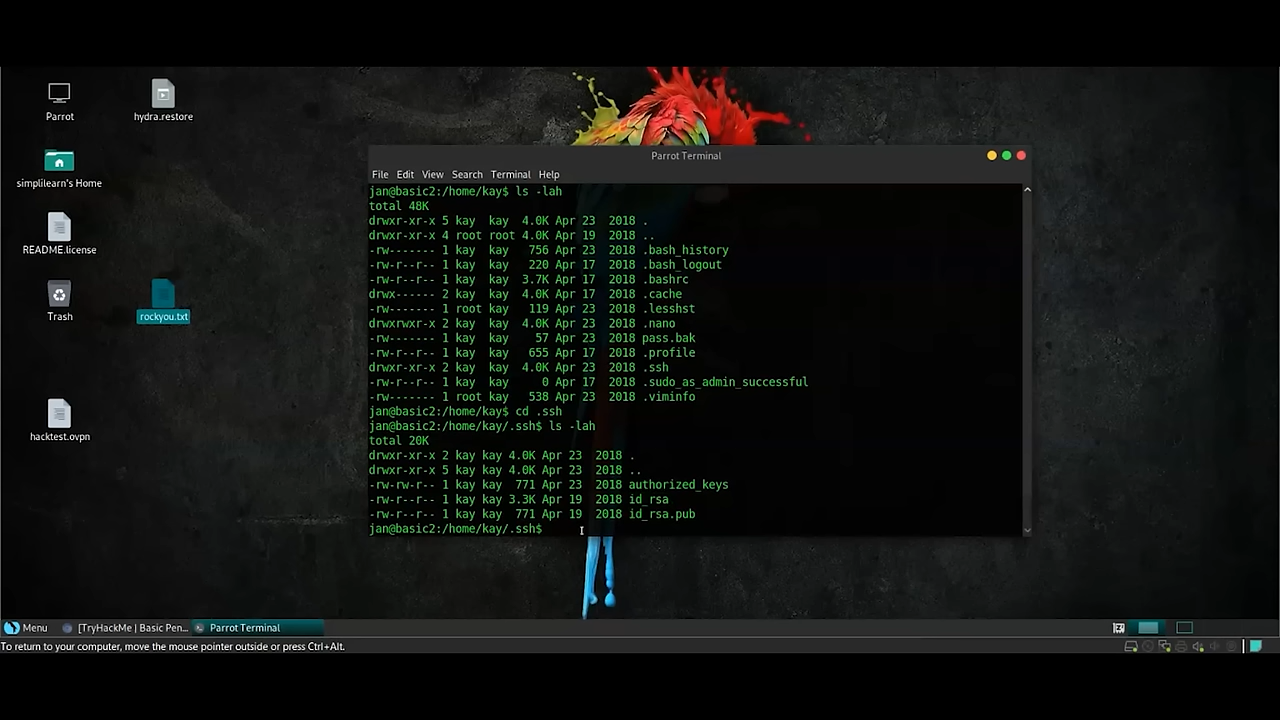 Parrot
hydra.restore
simplilearn's Home
README.license
Trash
rockyou.txt
hacktest.ovpn
Parrot Terminal
File Edit View Search Terminal Help
jan@basic2:/home/kay$ ls -lah
total 48K
drwxr-xr-x 5 kay  kay  4.0K Apr 23  2018 .
drwxr-xr-x 4 root root 4.0K Apr 19  2018 ..
-rw------- 1 kay  kay   756 Apr 23  2018 .bash_history
-rw-r--r-- 1 kay  kay   220 Apr 17  2018 .bash_logout
-rw-r--r-- 1 kay  kay  3.7K Apr 17  2018 .bashrc
drwx------ 2 kay  kay  4.0K Apr 17  2018 .cache
-rw------- 1 root kay   119 Apr 23  2018 .lesshst
drwxrwxr-x 2 kay  kay  4.0K Apr 23  2018 .nano
-rw------- 1 kay  kay    57 Apr 23  2018 pass.bak
-rw-r--r-- 1 kay  kay   655 Apr 17  2018 .profile
drwxr-xr-x 2 kay  kay  4.0K Apr 23  2018 .ssh
-rw-r--r-- 1 kay  kay     0 Apr 17  2018 .sudo_as_admin_successful
-rw------- 1 root kay   538 Apr 23  2018 .viminfo
jan@basic2:/home/kay$ cd .ssh
jan@basic2:/home/kay/.ssh$ ls -lah
total 20K
drwxr-xr-x 2 kay kay 4.0K Apr 23  2018 .
drwxr-xr-x 5 kay kay 4.0K Apr 23  2018 ..
-rw-rw-r-- 1 kay kay  771 Apr 23  2018 authorized_keys
-rw-r--r-- 1 kay kay 3.3K Apr 19  2018 id_rsa
-rw-r--r-- 1 kay kay  771 Apr 19  2018 id_rsa.pub
jan@basic2:/home/kay/.ssh$
Menu [TryHackMe | Basic Pen... Parrot Terminal
To return to your computer, move the mouse pointer outside or press Ctrl+Alt.